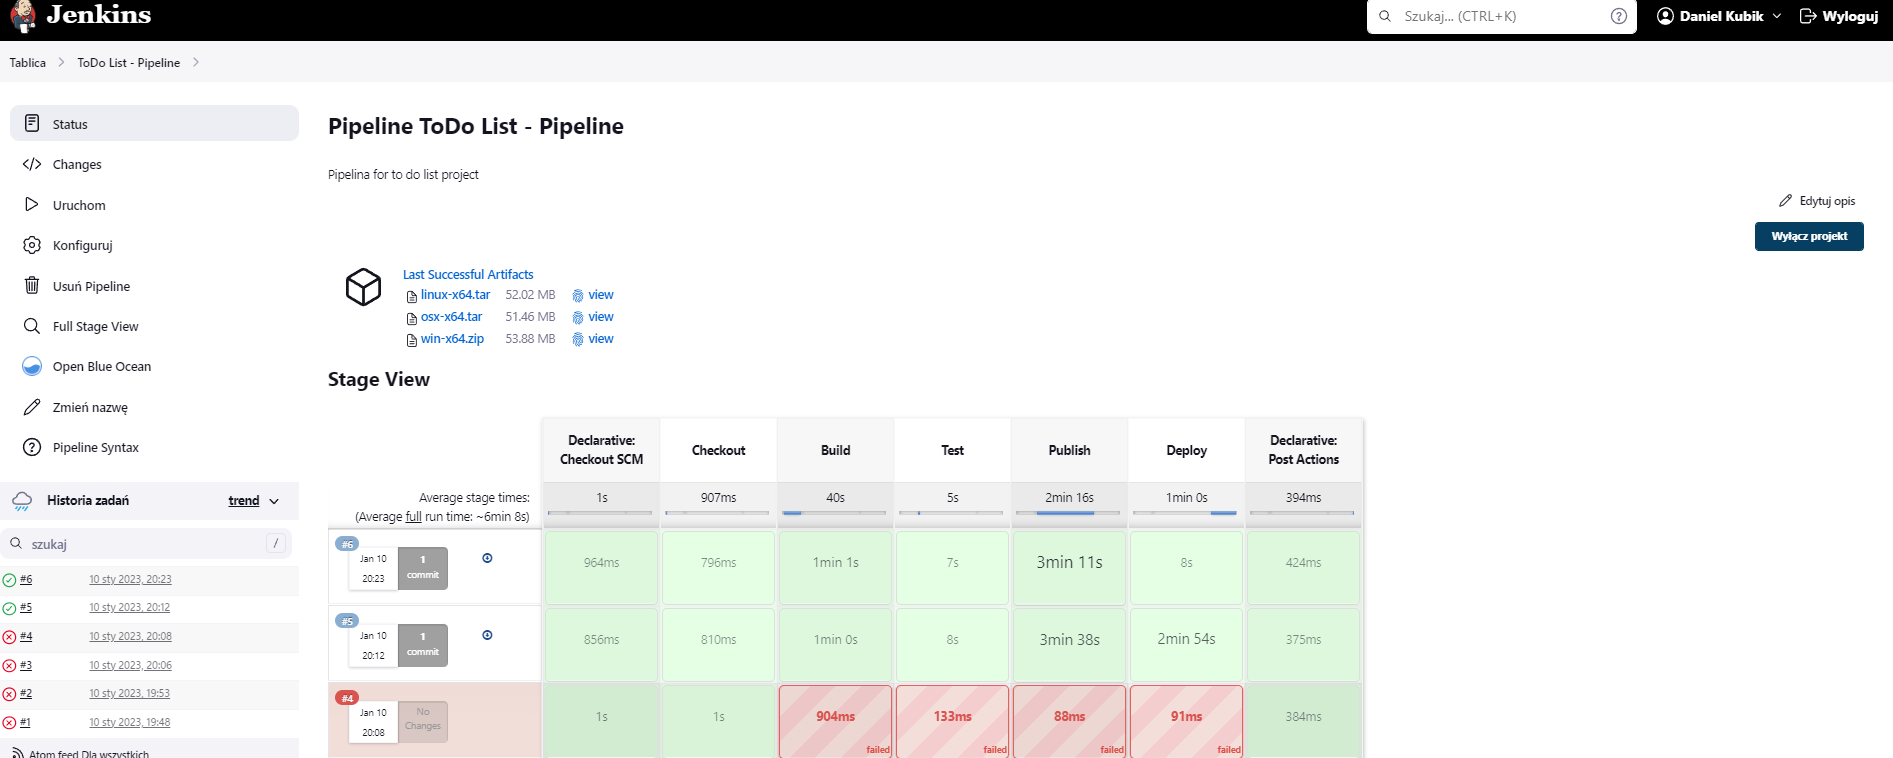 Jenkins
Szukaj... (CTRL+K)
Daniel Kubik
Wyloguj
Tablica
ToDo List - Pipeline
Status
Changes
Uruchom
Konfiguruj
Usuń Pipeline
Full Stage View
Open Blue Ocean
Zmień nazwę
Pipeline Syntax
Historia zadań
trend
szukaj
/
#6 10 sty 2023, 20:23
#5 10 sty 2023, 20:12
#4 10 sty 2023, 20:08
#3 10 sty 2023, 20:06
#2 10 sty 2023, 19:53
#1 10 sty 2023, 19:48
Atom feed Dla wszystkich
Pipeline ToDo List - Pipeline
Pipelina for to do list project
Edytuj opis
Wyłącz projekt
Last Successful Artifacts
linux-x64.tar 52.02 MB view
osx-x64.tar 51.46 MB view
win-x64.zip 53.88 MB view
Stage View
Declarative: Checkout SCM
Checkout
Build
Test
Publish
Deploy
Declarative: Post Actions
Average stage times:
(Average full run time: ~6min 8s)
1s 907ms 40s 5s 2min 16s 1min 0s 394ms
#6
Jan 10
20:23
1
commit
964ms 796ms 1min 1s 7s 3min 11s 8s 424ms
#5
Jan 10
20:12
1
commit
856ms 810ms 1min 0s 8s 3min 38s 2min 54s 375ms
#4
Jan 10
20:08
No
Changes
1s 1s 904ms 133ms 88ms 91ms 384ms
failed failed failed failed